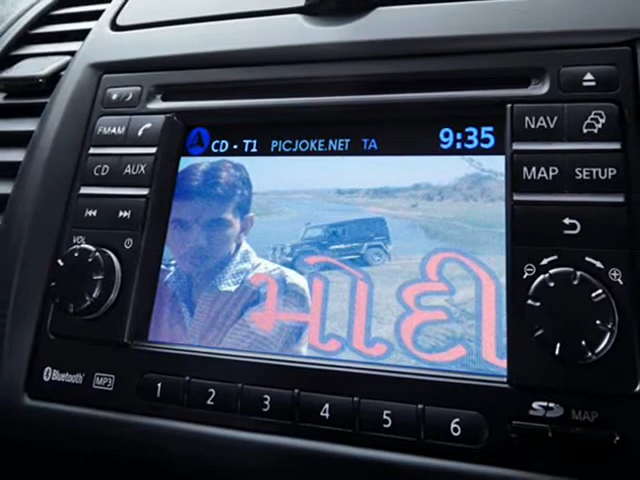 CD • T1 PICJOKE.NET TA 9:35
FM•AM
CD AUX
VOL
Bluetooth MP3
1 2 3 4 5 6
NAV
MAP SETUP
SD MAP
મોદી